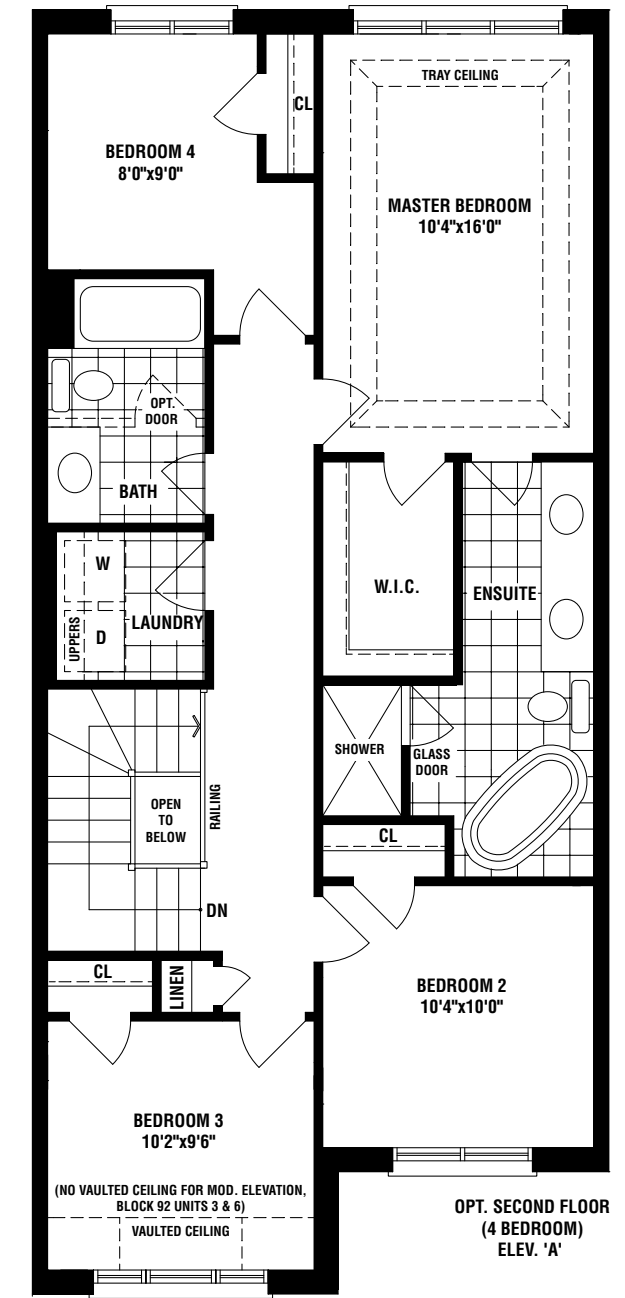 TRAY CEILING
CL
BEDROOM 4
8'0"x9'0"
MASTER BEDROOM
10'4"x16'0"
OPT.
DOOR
BATH
W
D
UPPERS
LAUNDRY
W.I.C.
ENSUITE
SHOWER
GLASS
DOOR
OPEN
TO
BELOW
RAILING
CL
DN
CL
LINEN
BEDROOM 2
10'4"x10'0"
BEDROOM 3
10'2"x9'6"
(NO VAULTED CEILING FOR MOD. ELEVATION,
BLOCK 92 UNITS 3 & 6)
VAULTED CEILING
OPT. SECOND FLOOR
(4 BEDROOM)
ELEV. 'A'